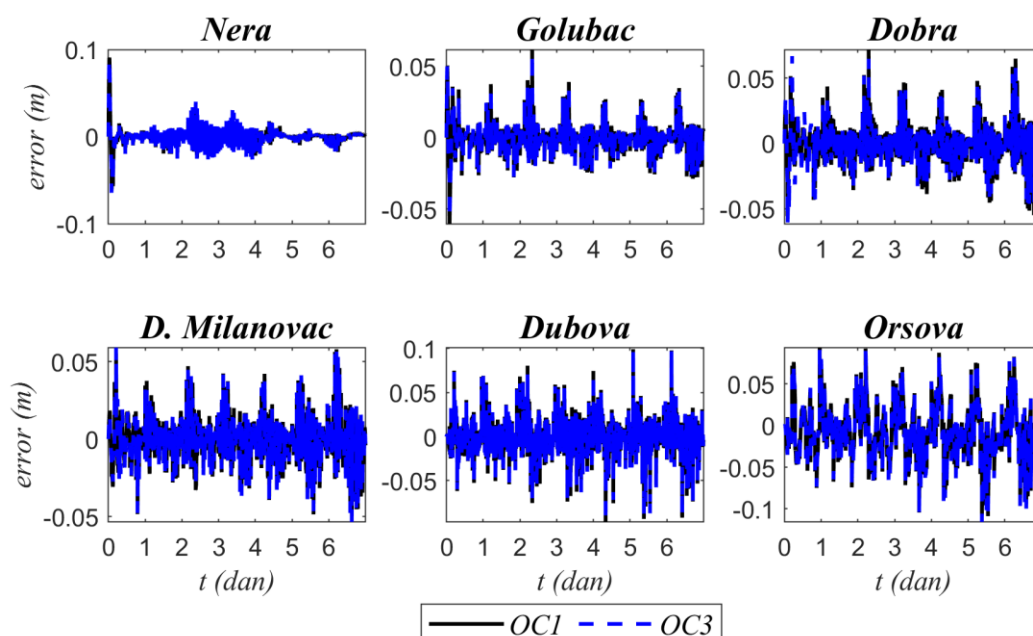 Nera Golubac Dobra
error (m)
0.1
0
-0.1
0 1 2 3 4 5 6
0.05
0
-0.05
0 1 2 3 4 5 6
0.05
0
-0.05
0 1 2 3 4 5 6
D. Milanovac Dubova Orsova
error (m)
0.05
0
-0.05
0 1 2 3 4 5 6
0.1
0.05
0
-0.05
0 1 2 3 4 5 6
0.05
0
-0.05
-0.1
0 1 2 3 4 5 6
t (dan) t (dan) t (dan)
OC1 OC3